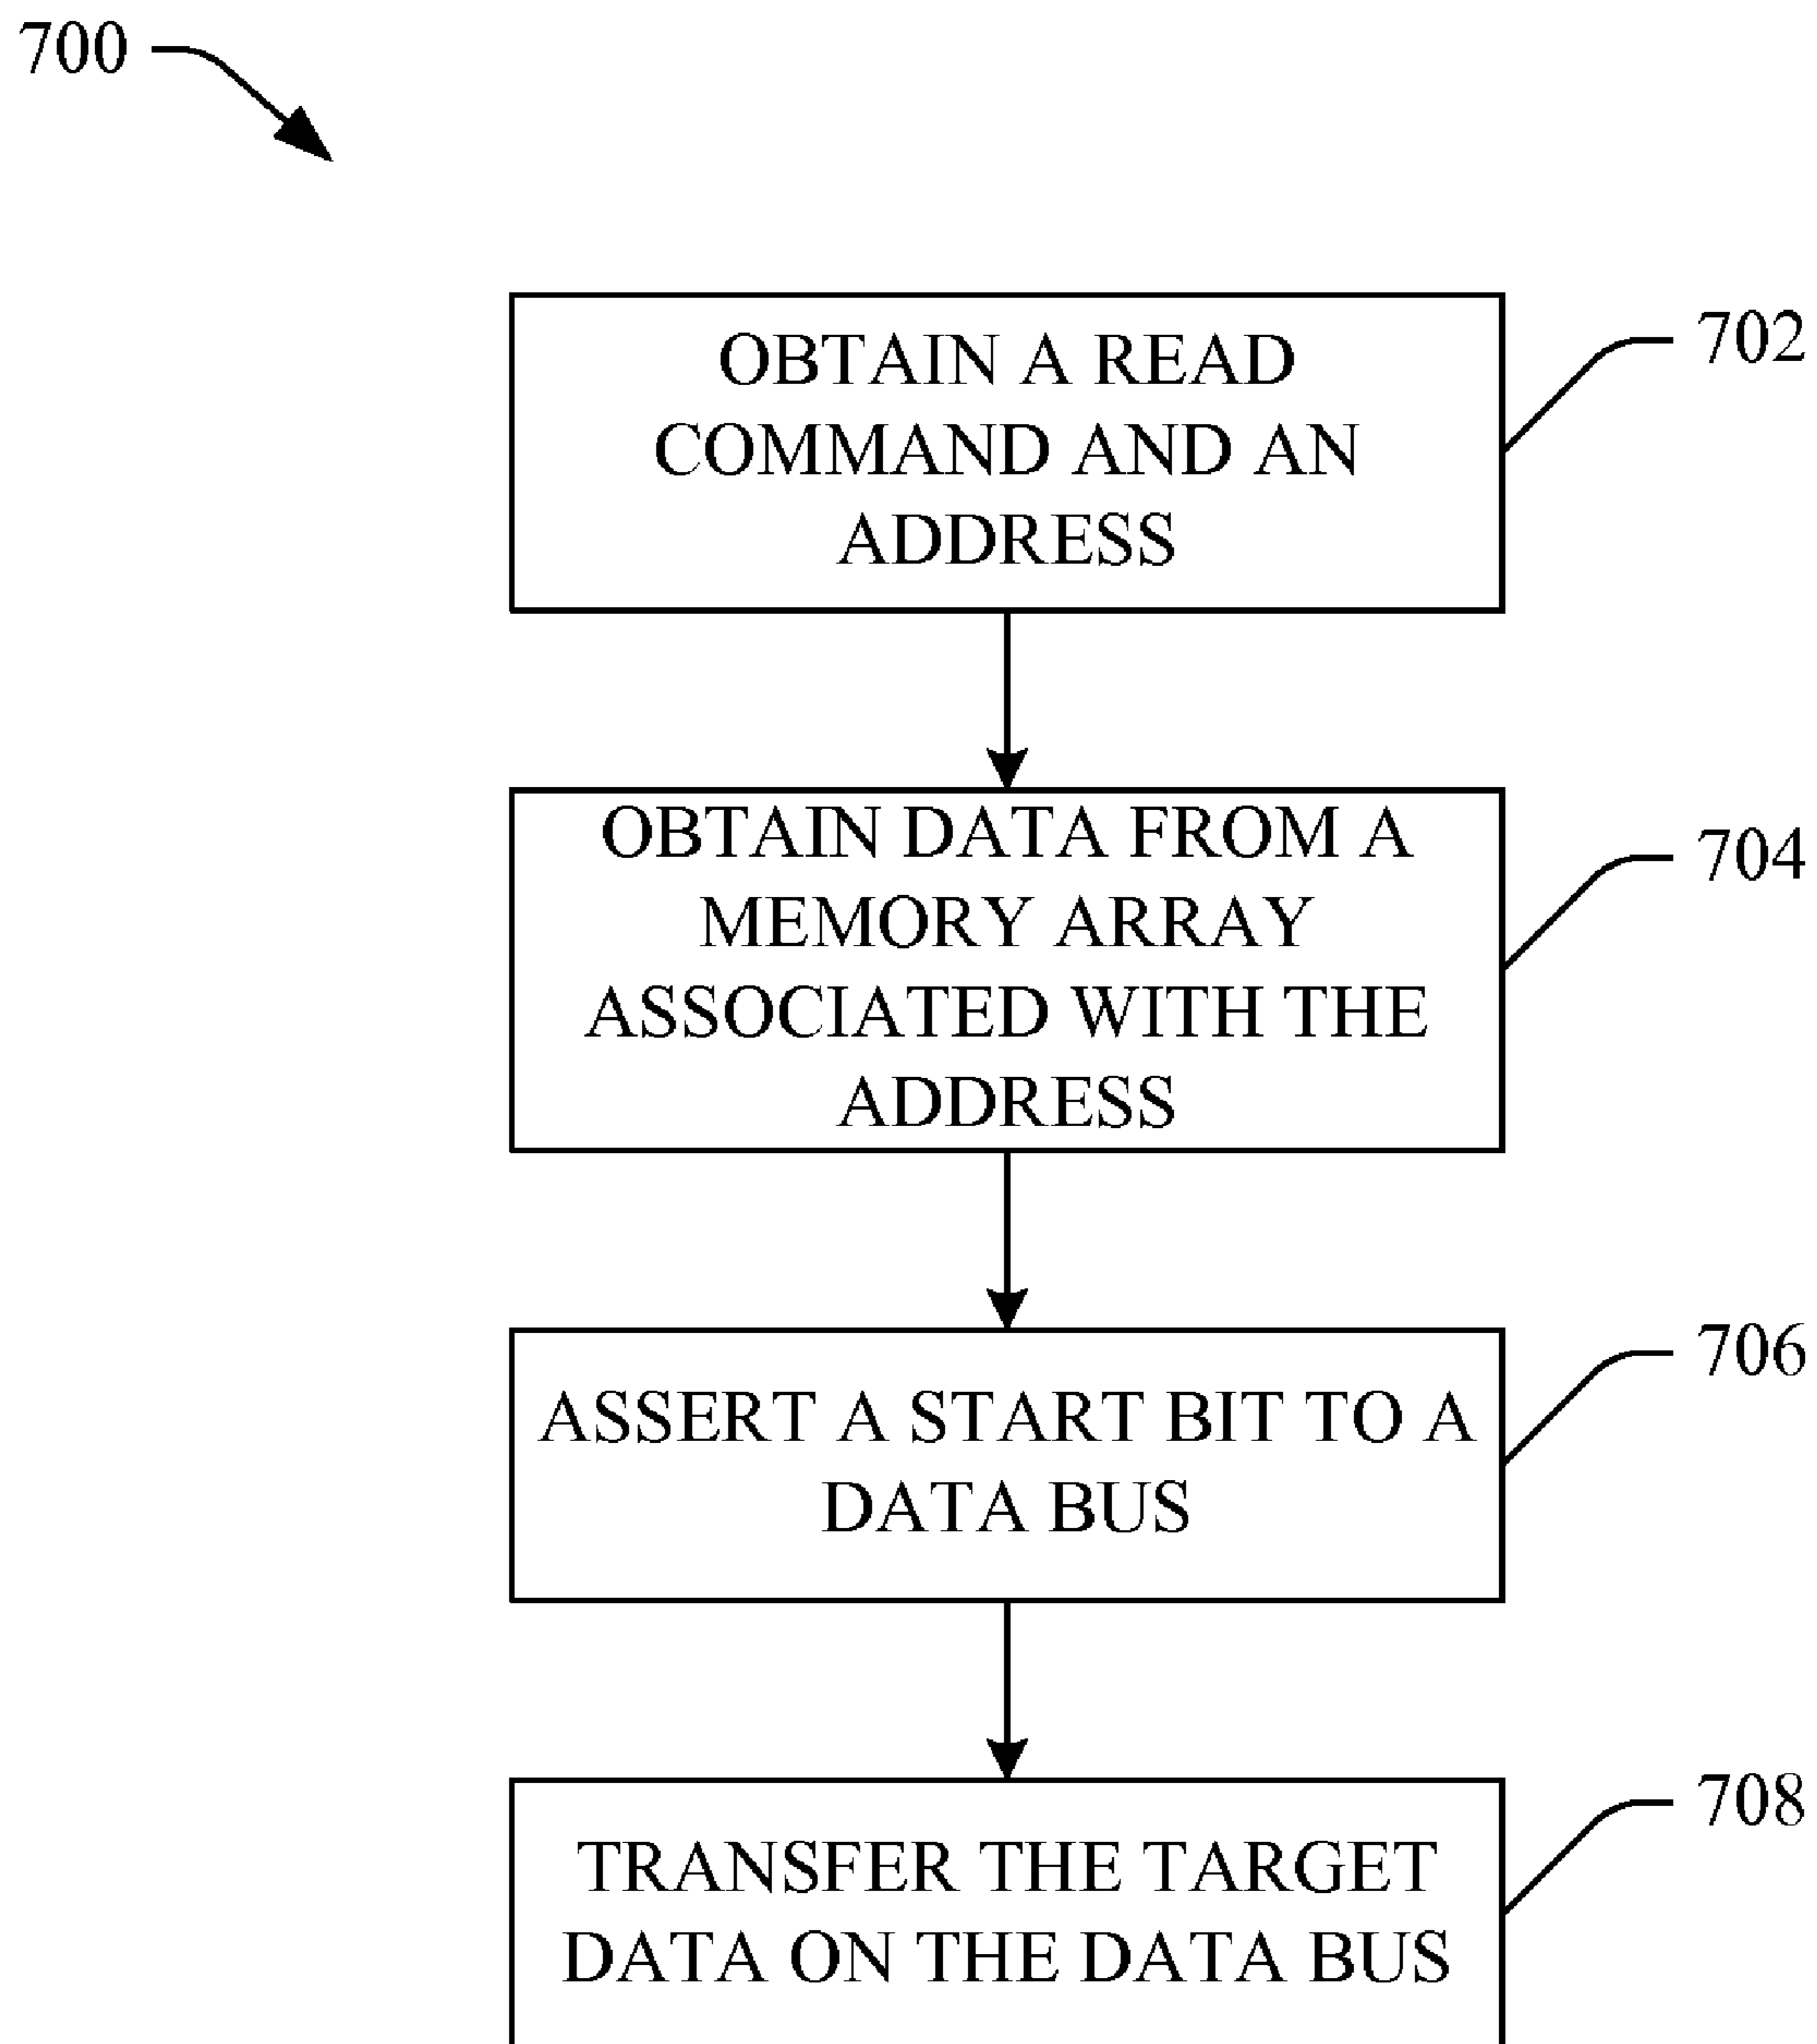 700
OBTAIN A READ
COMMAND AND AN
ADDRESS
702
OBTAIN DATA FROM A
MEMORY ARRAY
ASSOCIATED WITH THE
ADDRESS
704
ASSERT A START BIT TO A
DATA BUS
706
TRANSFER THE TARGET
DATA ON THE DATA BUS
708